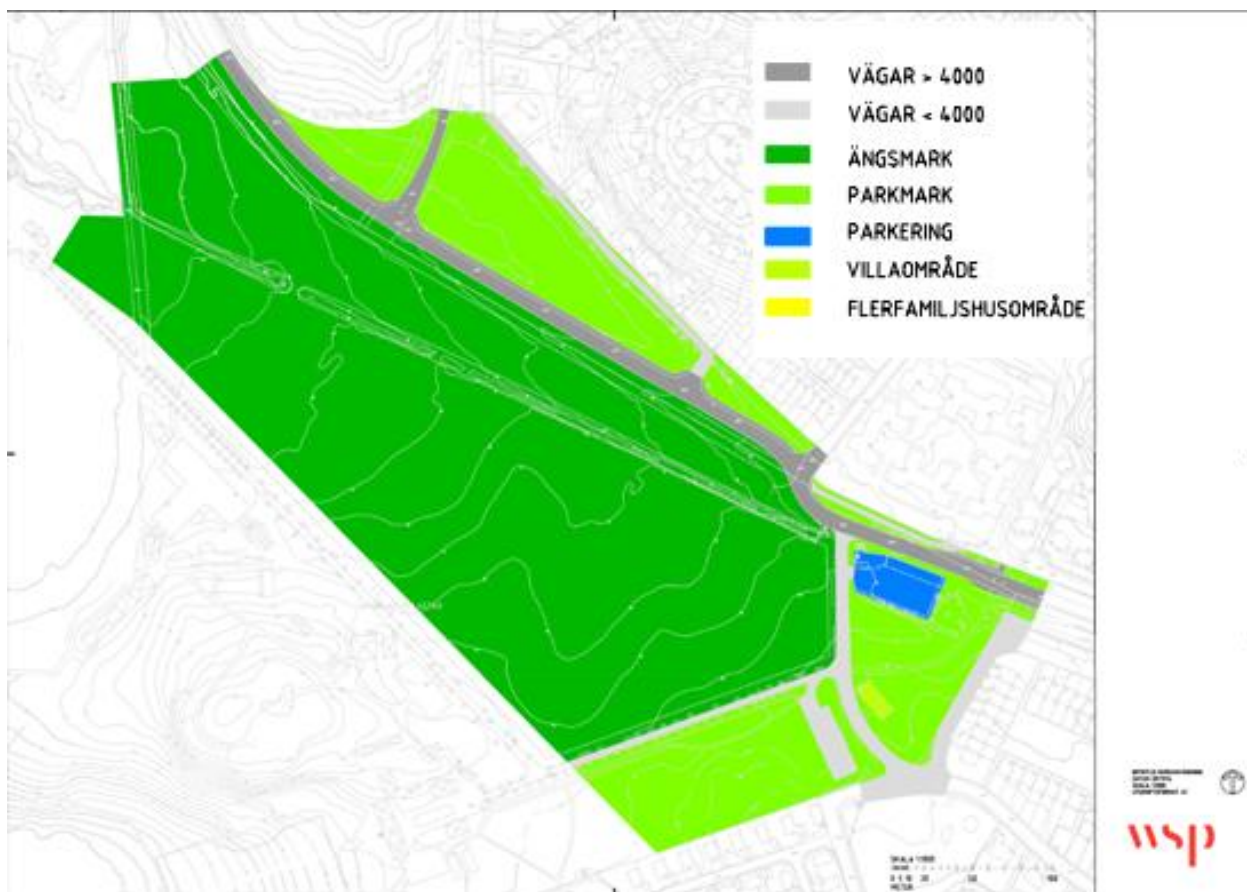 VÄGAR > 4000
VÄGAR < 4000
ÄNGSMARK
PARKMARK
PARKERING
VILLAOMRÅDE
FLERFAMILJSHUSOMRÅDE
wsp